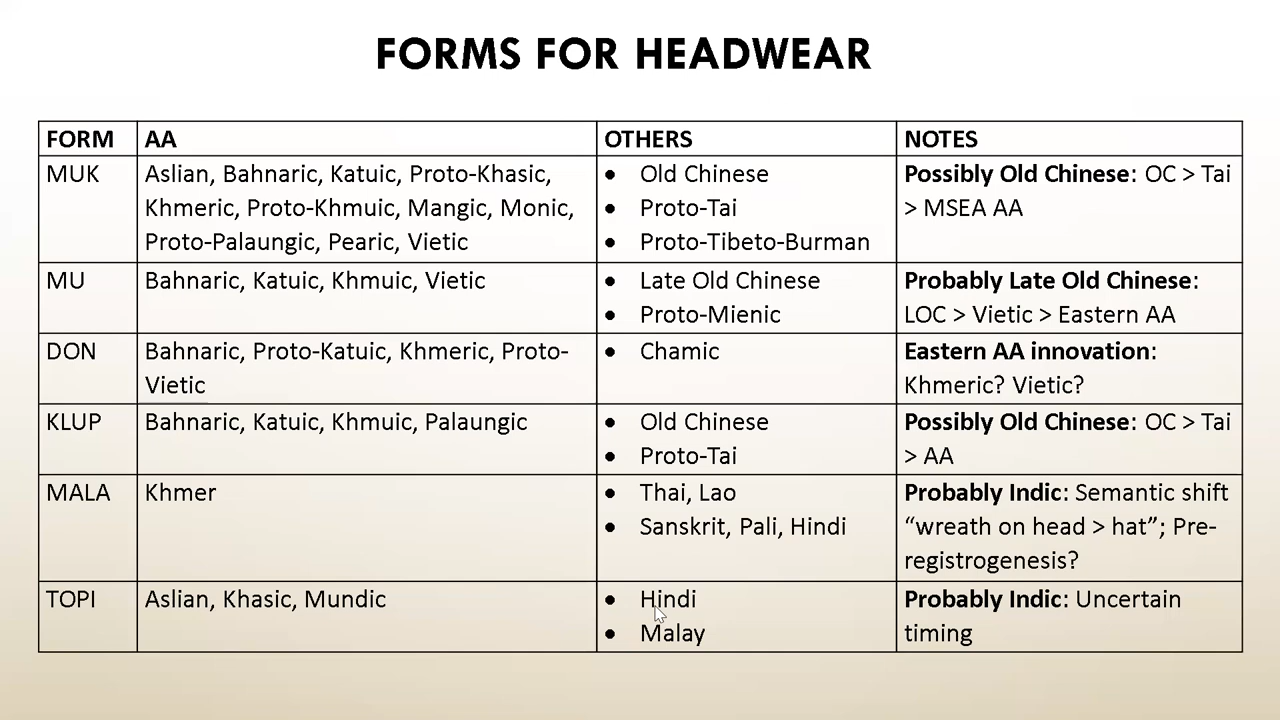 FORMS FOR HEADWEAR
FORM AA OTHERS NOTES
MUK
Aslian, Bahnaric, Katuic, Proto-Khasic,
Khmeric, Proto-Khmuic, Mangic, Monic,
Proto-Palaungic, Pearic, Vietic
• Old Chinese
• Proto-Tai
• Proto-Tibeto-Burman
Possibly Old Chinese: OC > Tai
> MSEA AA
MU
Bahnaric, Katuic, Khmuic, Vietic
• Late Old Chinese
• Proto-Mienic
Probably Late Old Chinese:
LOC > Vietic > Eastern AA
DON
Bahnaric, Proto-Katuic, Khmeric, Proto-
Vietic
• Chamic
Eastern AA innovation:
Khmeric? Vietic?
KLUP
Bahnaric, Katuic, Khmuic, Palaungic
• Old Chinese
• Proto-Tai
Possibly Old Chinese: OC > Tai
> AA
MALA
Khmer
• Thai, Lao
• Sanskrit, Pali, Hindi
Probably Indic: Semantic shift
“wreath on head > hat”; Pre-
registrogenesis?
TOPI
Aslian, Khasic, Mundic
• Hindi
• Malay
Probably Indic: Uncertain
timing